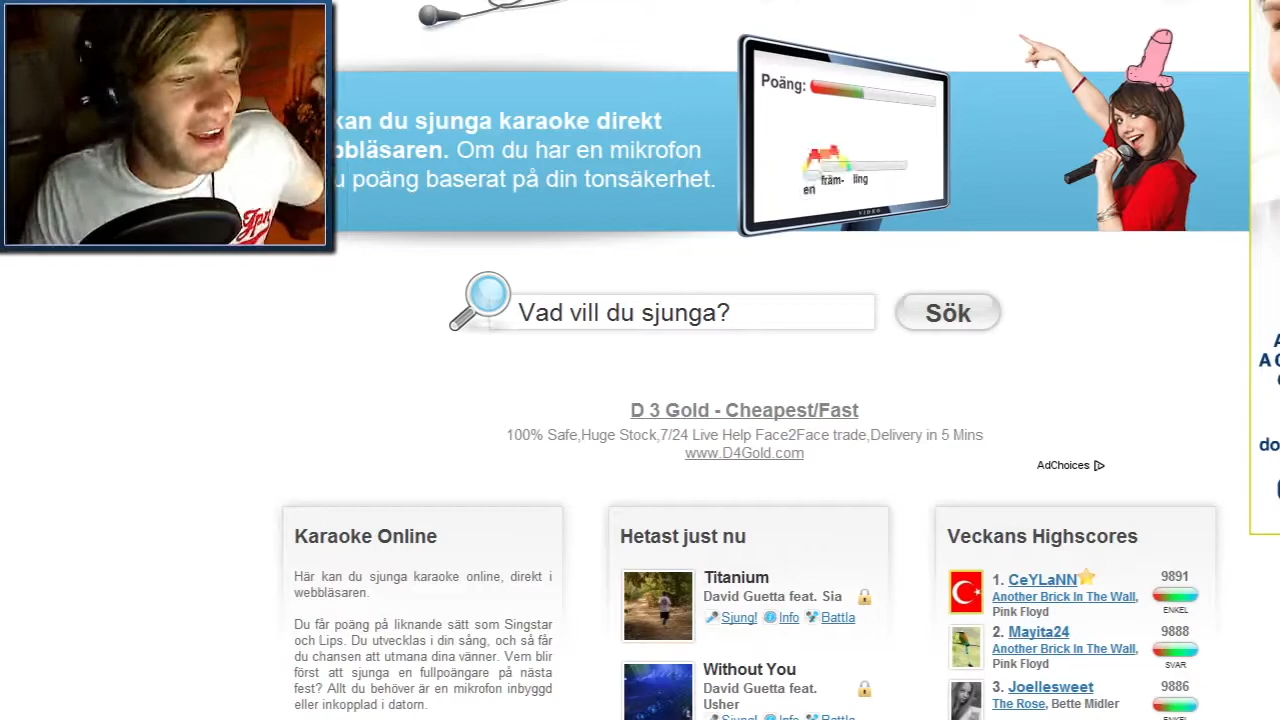 kan du sjunga karaoke direkt
bbläsaren. Om du har en mikrofon
u poäng baserat på din tonsäkerhet.
Poäng:
en främ- ling
VIDEO
Vad vill du sjunga?
Sök
D 3 Gold - Cheapest/Fast
100% Safe,Huge Stock,7/24 Live Help Face2Face trade,Delivery in 5 Mins
www.D4Gold.com
AdChoices
Karaoke Online
Här kan du sjunga karaoke online, direkt i
webbläsaren.
Du får poäng på liknande sätt som Singstar
och Lips. Du utvecklas i din sång, och så får
du chansen att utmana dina vänner. Vem blir
först att sjunga en fullpoängare på nästa
fest? Allt du behöver är en mikrofon inbyggd
eller inkopplad i datorn.
Hetast just nu
Titanium
David Guetta feat. Sia
Sjung! Info Battla
Without You
David Guetta feat.
Usher
Sjung! Info Battla
Veckans Highscores
1. CeYLaNN 9891
Another Brick In The Wall,
Pink Floyd
ENKEL
2. Mayita24 9888
Another Brick In The Wall,
Pink Floyd
SVÅR
3. Joellesweet 9886
The Rose, Bette Midler
ENKEL
A C
do